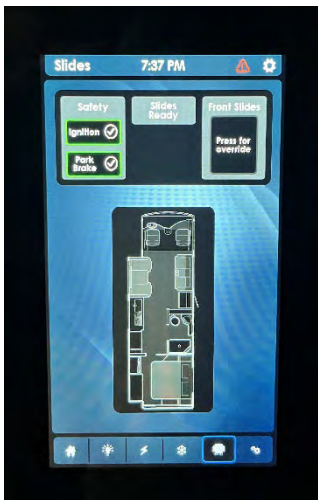 Slides
7:37 PM
Safety
Ignition
Park
Brake
Slides
Ready
Front Slides
Press for
override